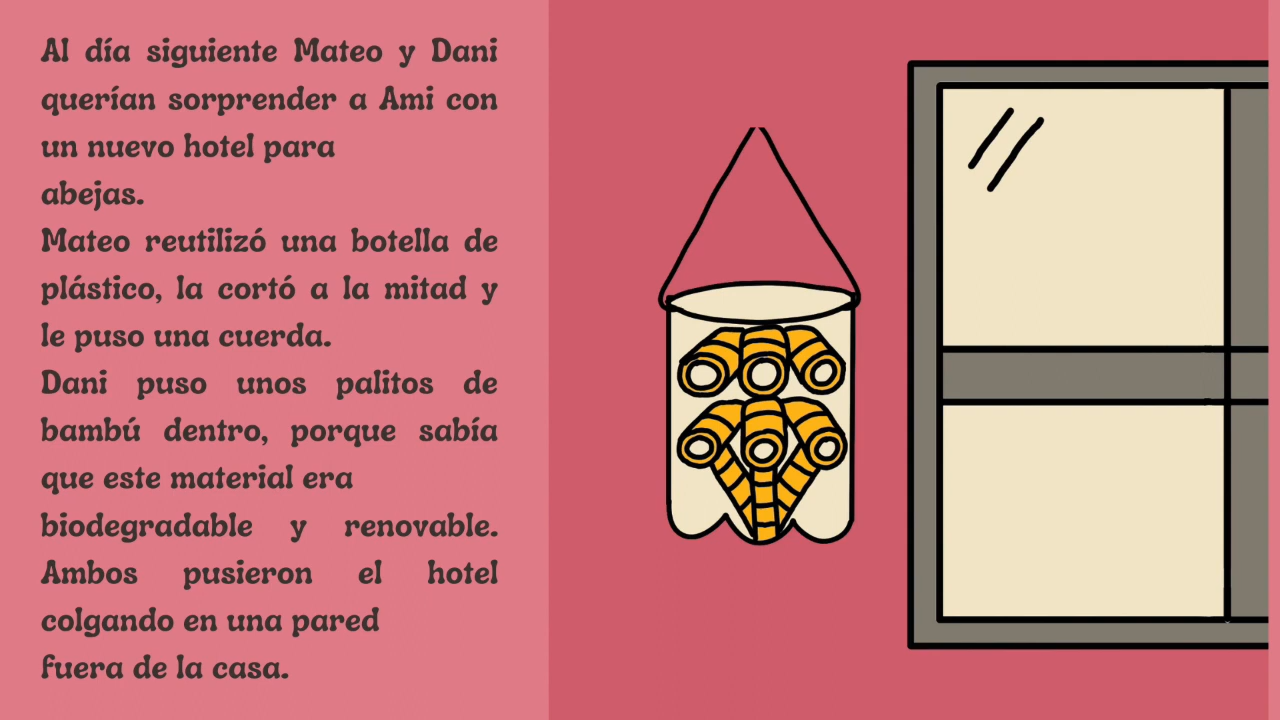 Al día siguiente Mateo y Dani
querían sorprender a Ami con
un nuevo hotel para
abejas.
Mateo reutilizó una botella de
plástico, la cortó a la mitad y
le puso una cuerda.
Dani puso unos palitos de
bambú dentro, porque sabía
que este material era
biodegradable y renovable.
Ambos pusieron el hotel
colgando en una pared
fuera de la casa.